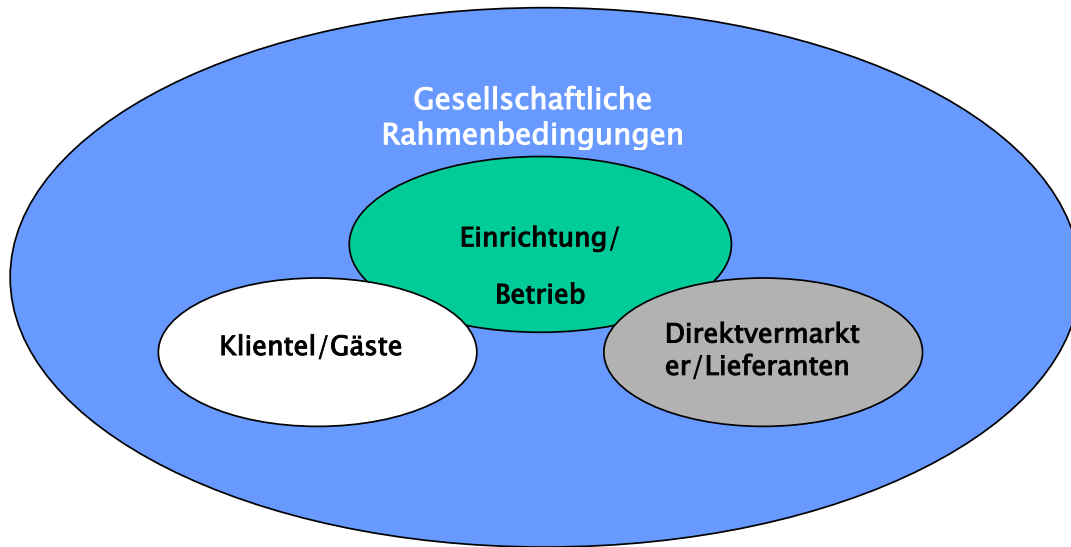 Gesellschaftliche
Rahmenbedingungen
Einrichtung/
Betrieb
Klientel/Gäste
Direktvermarkt
er/Lieferanten